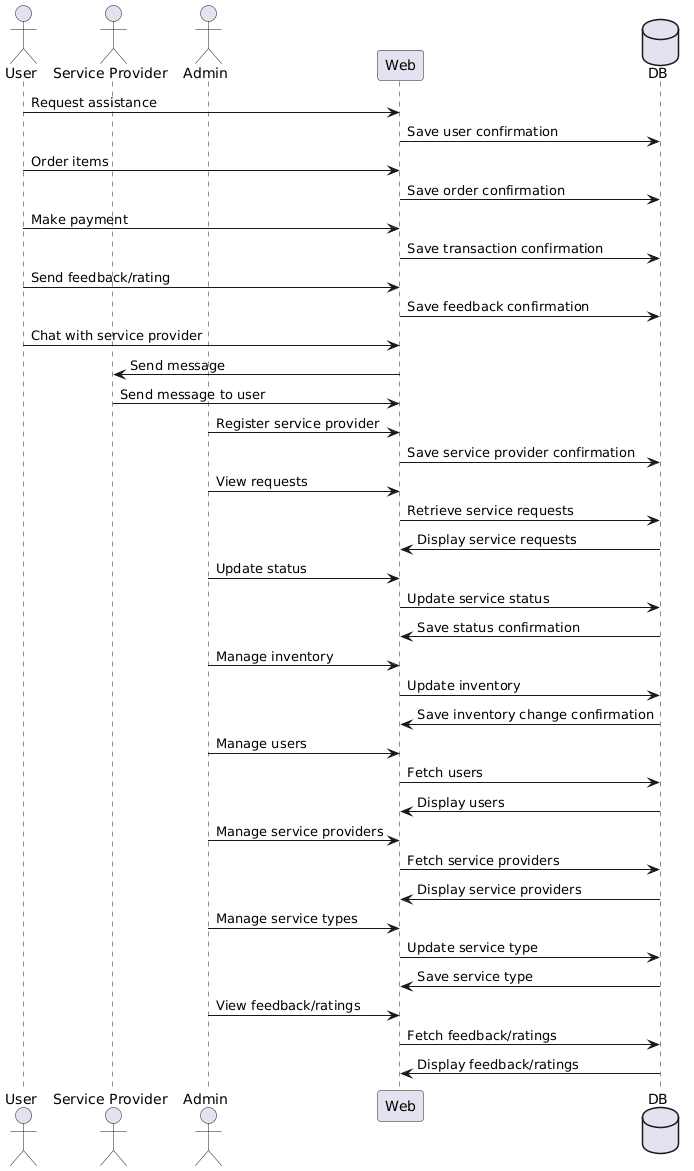 User
Service Provider
Admin
Web
DB
Request assistance
Save user confirmation
Order items
Save order confirmation
Make payment
Save transaction confirmation
Send feedback/rating
Save feedback confirmation
Chat with service provider
Send message
Send message to user
Register service provider
Save service provider confirmation
View requests
Retrieve service requests
Display service requests
Update status
Update service status
Save status confirmation
Manage inventory
Update inventory
Save inventory change confirmation
Manage users
Fetch users
Display users
Manage service providers
Fetch service providers
Display service providers
Manage service types
Update service type
Save service type
View feedback/ratings
Fetch feedback/ratings
Display feedback/ratings
User
Service Provider
Admin
Web
DB